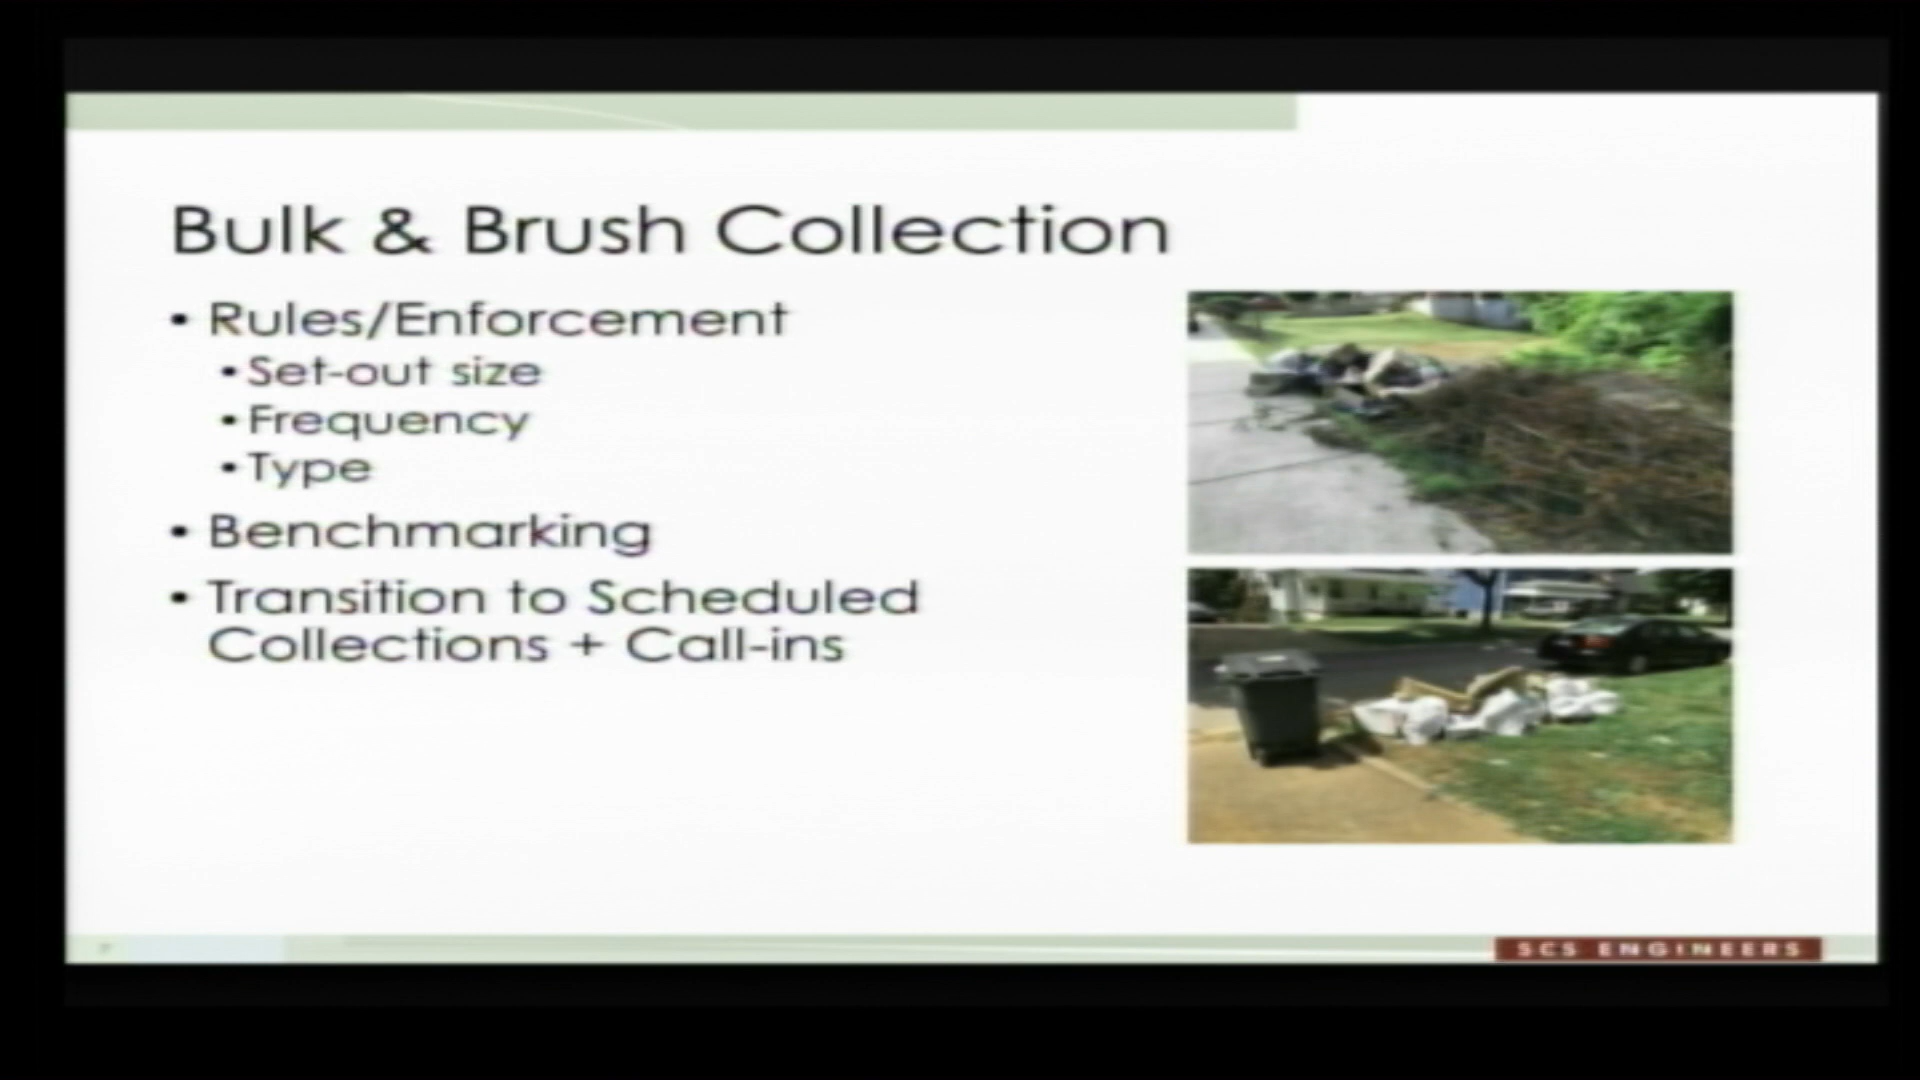 Bulk & Brush Collection
• Rules/Enforcement
• Set-out size
• Frequency
• Type
• Benchmarking
• Transition to Scheduled
Collections + Call-ins
SCS ENGINEERS